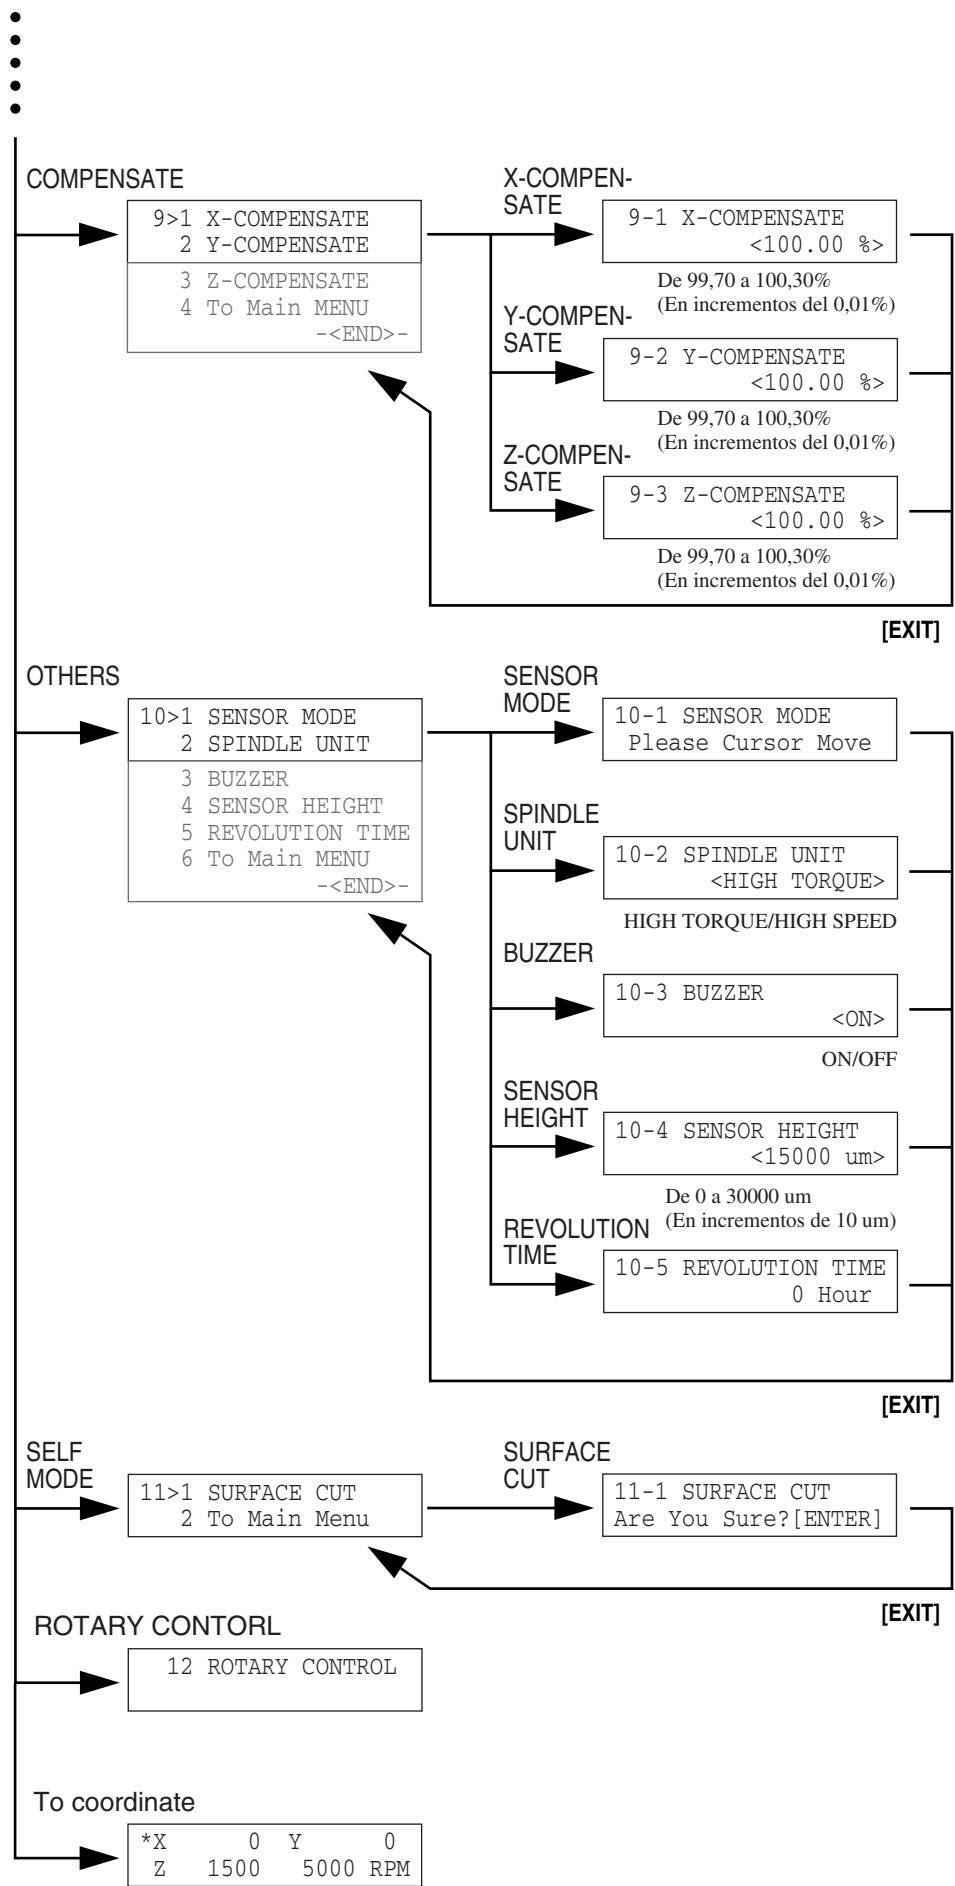 COMPENSATE
9>1 X-COMPENSATE
2 Y-COMPENSATE
3 Z-COMPENSATE
4 To Main MENU
-<END>-
X-COMPEN-
SATE
9-1 X-COMPENSATE
<100.00 %>
De 99,70 a 100,30%
(En incrementos del 0,01%)
Y-COMPEN-
SATE
9-2 Y-COMPENSATE
<100.00 %>
De 99,70 a 100,30%
(En incrementos del 0,01%)
Z-COMPEN-
SATE
9-3 Z-COMPENSATE
<100.00 %>
De 99,70 a 100,30%
(En incrementos del 0,01%)
[EXIT]
OTHERS
10>1 SENSOR MODE
2 SPINDLE UNIT
3 BUZZER
4 SENSOR HEIGHT
5 REVOLUTION TIME
6 To Main MENU
-<END>-
SENSOR
MODE
10-1 SENSOR MODE
Please Cursor Move
SPINDLE
UNIT
10-2 SPINDLE UNIT
<HIGH TORQUE>
HIGH TORQUE/HIGH SPEED
BUZZER
10-3 BUZZER
<ON>
ON/OFF
SENSOR
HEIGHT
10-4 SENSOR HEIGHT
<15000 um>
De 0 a 30000 um
(En incrementos de 10 um)
REVOLUTION
TIME
10-5 REVOLUTION TIME
0 Hour
[EXIT]
SELF
MODE
11>1 SURFACE CUT
2 To Main Menu
SURFACE
CUT
11-1 SURFACE CUT
Are You Sure?[ENTER]
[EXIT]
ROTARY CONTORL
12 ROTARY CONTROL
To coordinate
*X 0 Y 0
Z 1500 5000 RPM